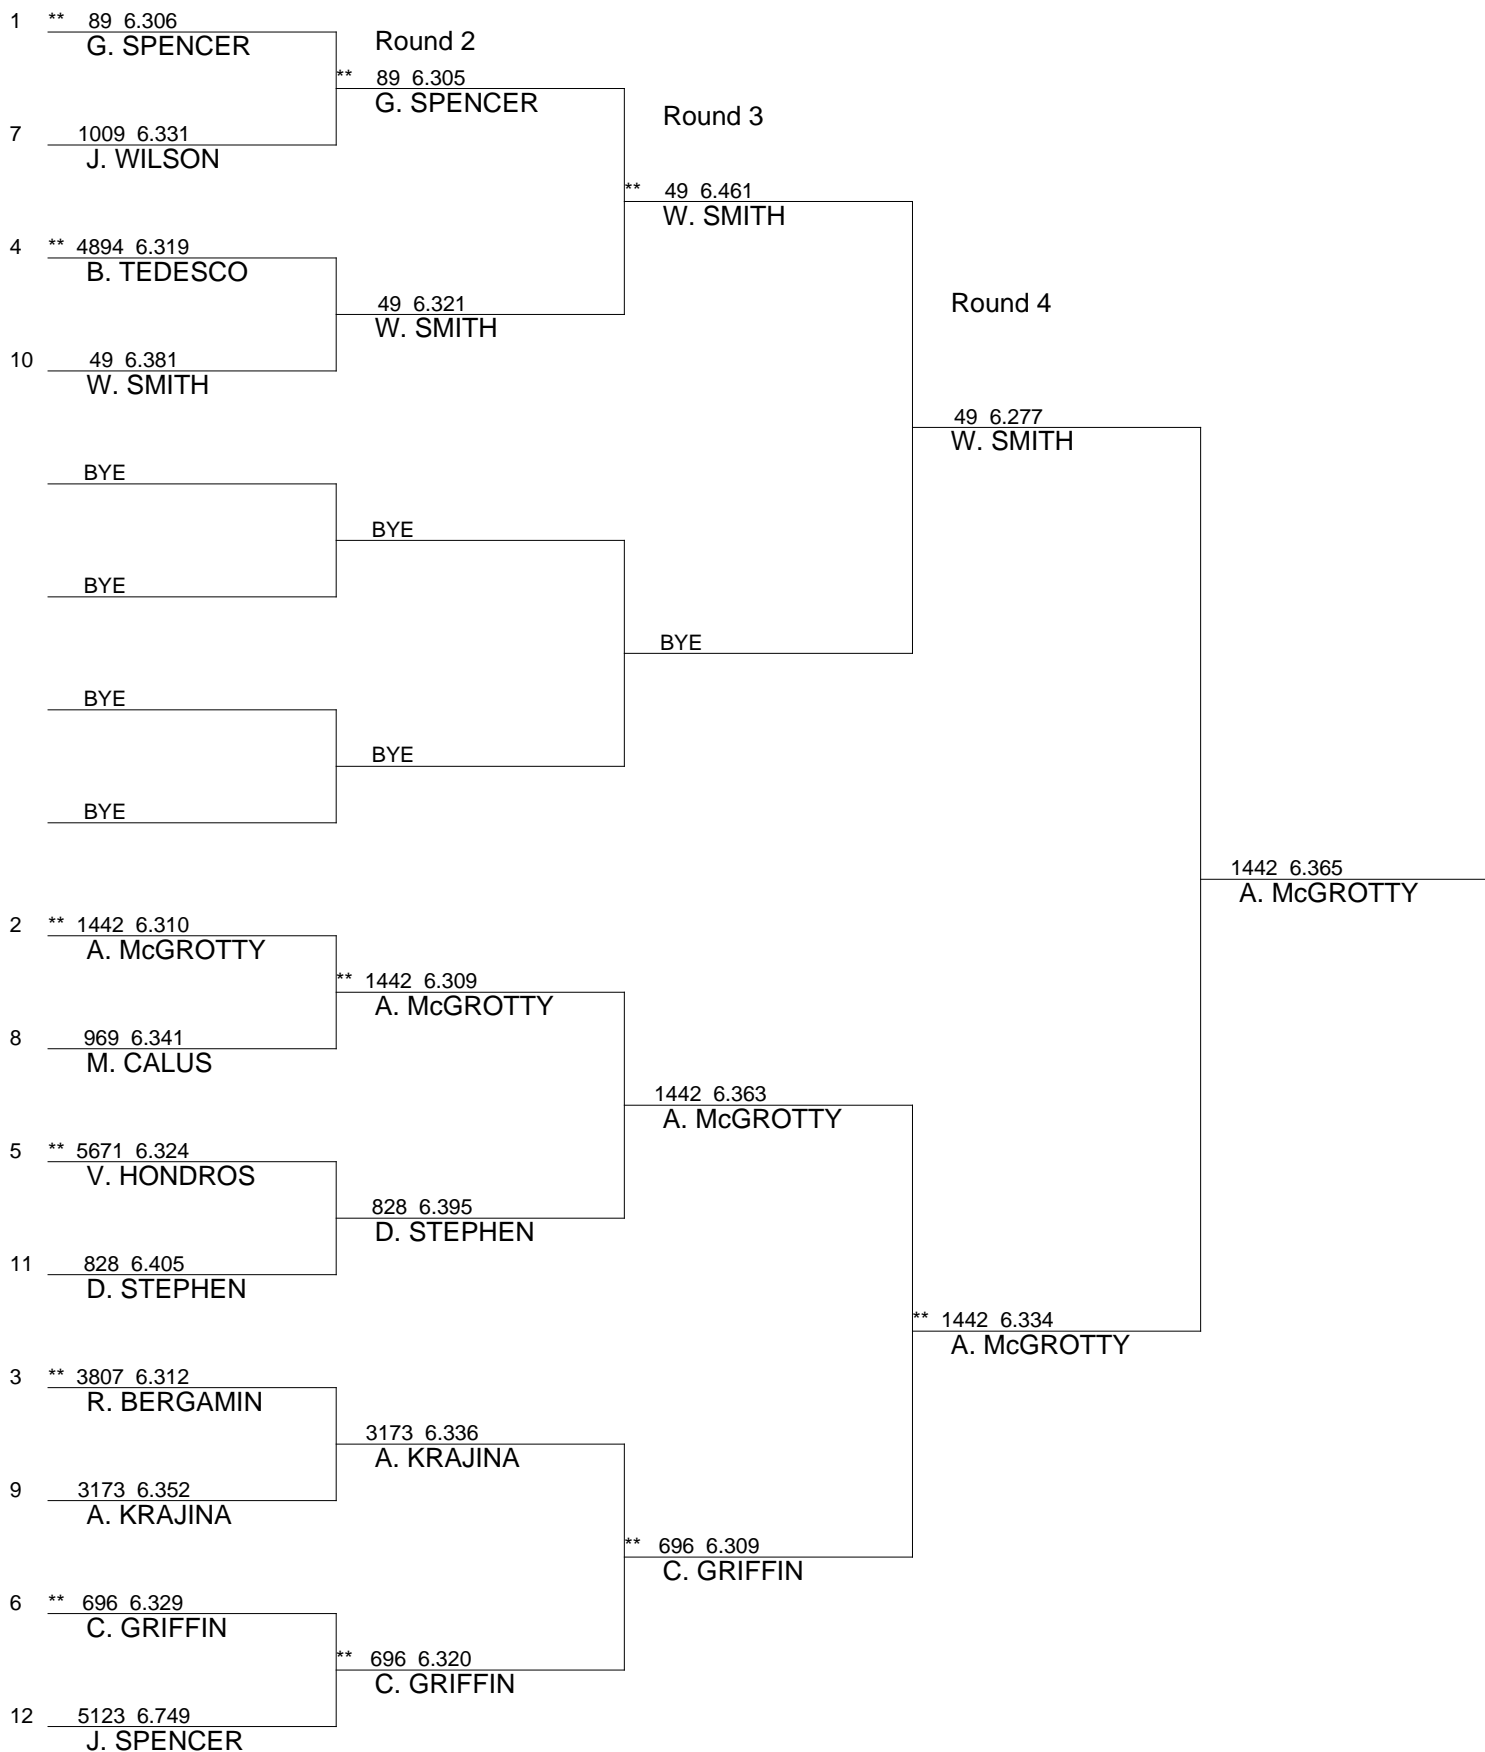 1 ** 89 6.306
G. SPENCER
Round 2
** 89 6.305
G. SPENCER
Round 3
7 1009 6.331
J. WILSON
** 49 6.461
W. SMITH
4 ** 4894 6.319
B. TEDESCO
49 6.321
W. SMITH
Round 4
10 49 6.381
W. SMITH
49 6.277
W. SMITH
BYE
BYE
BYE
BYE
BYE
BYE
BYE
1442 6.365
A. McGROTTY
2 ** 1442 6.310
A. McGROTTY
** 1442 6.309
A. McGROTTY
8 969 6.341
M. CALUS
1442 6.363
A. McGROTTY
5 ** 5671 6.324
V. HONDROS
828 6.395
D. STEPHEN
11 828 6.405
D. STEPHEN
** 1442 6.334
A. McGROTTY
3 ** 3807 6.312
R. BERGAMIN
3173 6.336
A. KRAJINA
9 3173 6.352
A. KRAJINA
** 696 6.309
C. GRIFFIN
6 ** 696 6.329
C. GRIFFIN
** 696 6.320
C. GRIFFIN
12 5123 6.749
J. SPENCER